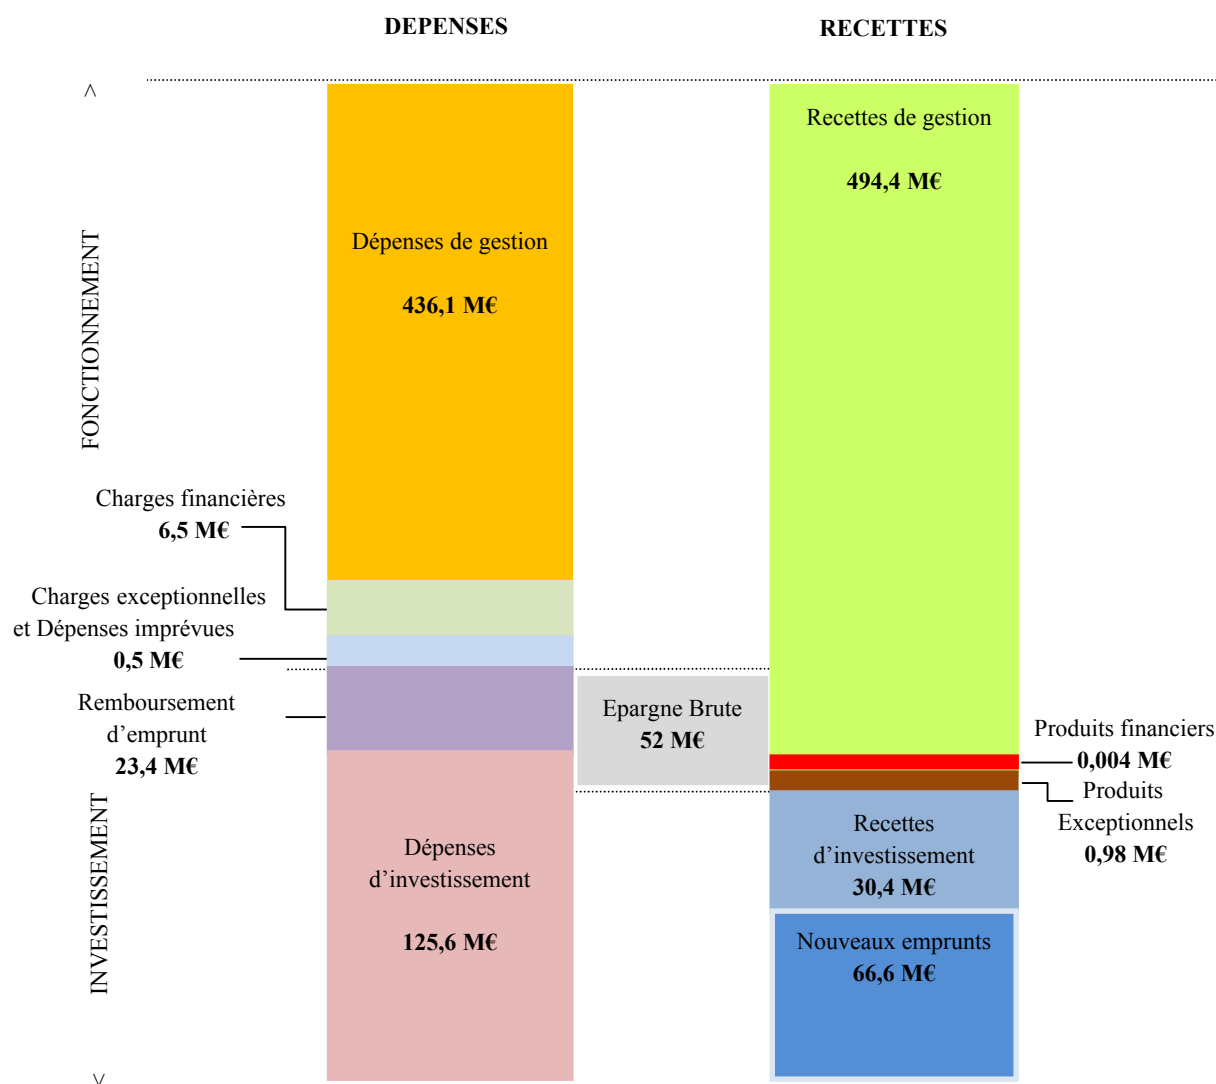 DEPENSES
RECETTES
FONCTIONNEMENT
Dépenses de gestion
436,1 M€
Recettes de gestion
494,4 M€
Charges financières
6,5 M€
Charges exceptionnelles
et Dépenses imprévues
0,5 M€
Remboursement
d’emprunt
23,4 M€
Epargne Brute
52 M€
Produits financiers
0,004 M€
Produits
Exceptionnels
0,98 M€
INVESTISSEMENT
Dépenses
d’investissement
125,6 M€
Recettes
d’investissement
30,4 M€
Nouveaux emprunts
66,6 M€